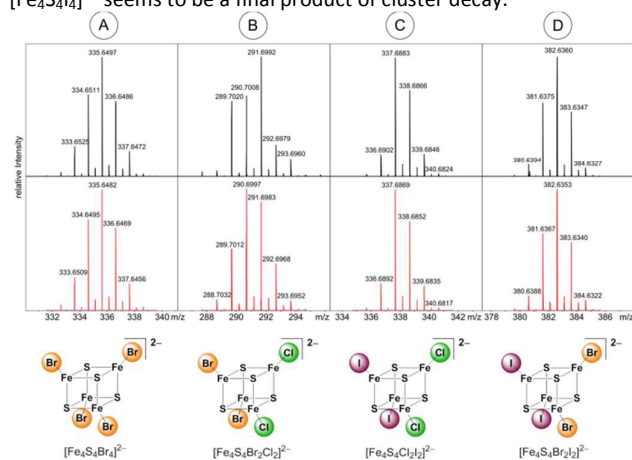 [Fe4S4I4]2− seems to be a final product of cluster decay.
A B C D
relative Intensity
333.6525 334.6511 335.6497 336.6486 337.6472
289.7020 290.7008 291.6992 292.6979 293.6960
336.6902 337.6883 338.6866 339.6846 340.6824
380.6394 381.6375 382.6360 383.6347 384.6327
333.6509 334.6495 335.6482 336.6469 337.6456
288.7032 289.7012 290.6997 291.6983 292.6968 293.6952
336.6892 337.6869 338.6852 339.6835 340.6817
380.6388 381.6367 382.6353 383.6340 384.6322
332 334 336 338 340 m/z 288 290 292 294 m/z 334 336 338 340 342 m/z 378 380 382 384 386 m/z
Br Br Br Br S S S S Fe Fe Fe Fe 2−
Br Cl Br Cl S S S S Fe Fe Fe Fe 2−
I Cl I Cl S S S S Fe Fe Fe Fe 2−
I Br I Br S S S S Fe Fe Fe Fe 2−
[Fe4S4Br4]2− [Fe4S4Br2Cl2]2− [Fe4S4Cl2I2]2− [Fe4S4Br2I2]2−